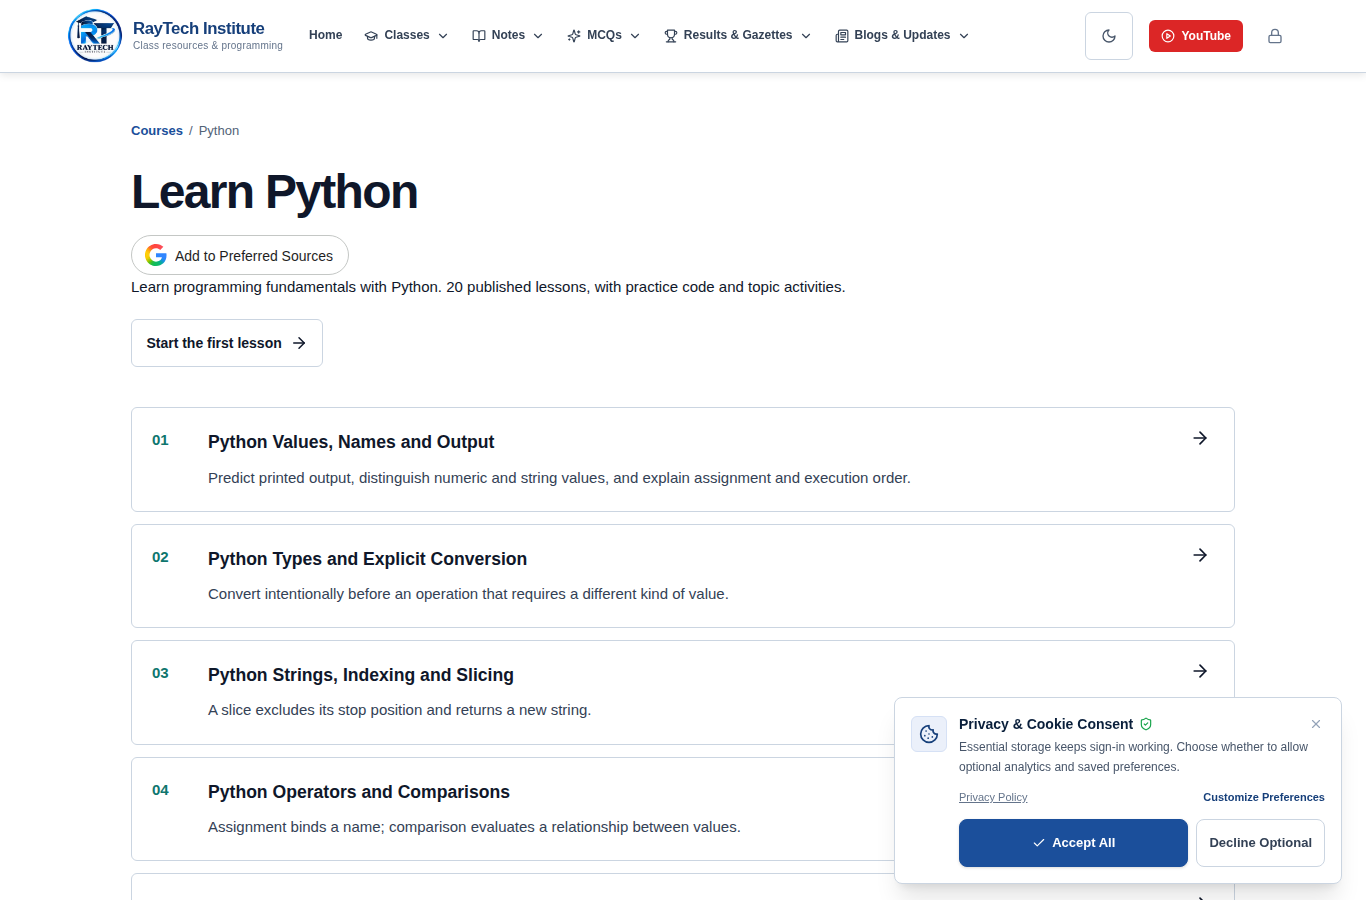 RayTech Institute
Class resources & programming
Home
Classes
Notes
MCQs
Results & Gazettes
Blogs & Updates
YouTube
RT
RAYTECH
Courses / Python
Learn Python
Add to Preferred Sources
Learn programming fundamentals with Python. 20 published lessons, with practice code and topic activities.
Start the first lesson
01
Python Values, Names and Output
Predict printed output, distinguish numeric and string values, and explain assignment and execution order.
02
Python Types and Explicit Conversion
Convert intentionally before an operation that requires a different kind of value.
03
Python Strings, Indexing and Slicing
A slice excludes its stop position and returns a new string.
04
Python Operators and Comparisons
Assignment binds a name; comparison evaluates a relationship between values.
Privacy & Cookie Consent
Essential storage keeps sign-in working. Choose whether to allow
optional analytics and saved preferences.
Privacy Policy
Customize Preferences
Accept All
Decline Optional